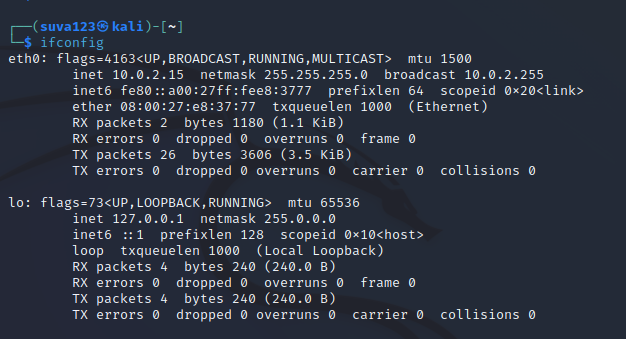 ┌──(suva123㉿kali)-[~]
└─$ ifconfig
eth0: flags=4163<UP,BROADCAST,RUNNING,MULTICAST>  mtu 1500
        inet 10.0.2.15  netmask 255.255.255.0  broadcast 10.0.2.255
        inet6 fe80::a00:27ff:fee8:3777  prefixlen 64  scopeid 0×20<link>
        ether 08:00:27:e8:37:77  txqueuelen 1000  (Ethernet)
        RX packets 2  bytes 1180 (1.1 KiB)
        RX errors 0  dropped 0  overruns 0  frame 0
        TX packets 26  bytes 3606 (3.5 KiB)
        TX errors 0  dropped 0 overruns 0  carrier 0  collisions 0
lo: flags=73<UP,LOOPBACK,RUNNING>  mtu 65536
        inet 127.0.0.1  netmask 255.0.0.0
        inet6 ::1  prefixlen 128  scopeid 0×10<host>
        loop  txqueuelen 1000  (Local Loopback)
        RX packets 4  bytes 240 (240.0 B)
        RX errors 0  dropped 0  overruns 0  frame 0
        TX packets 4  bytes 240 (240.0 B)
        TX errors 0  dropped 0 overruns 0  carrier 0  collisions 0